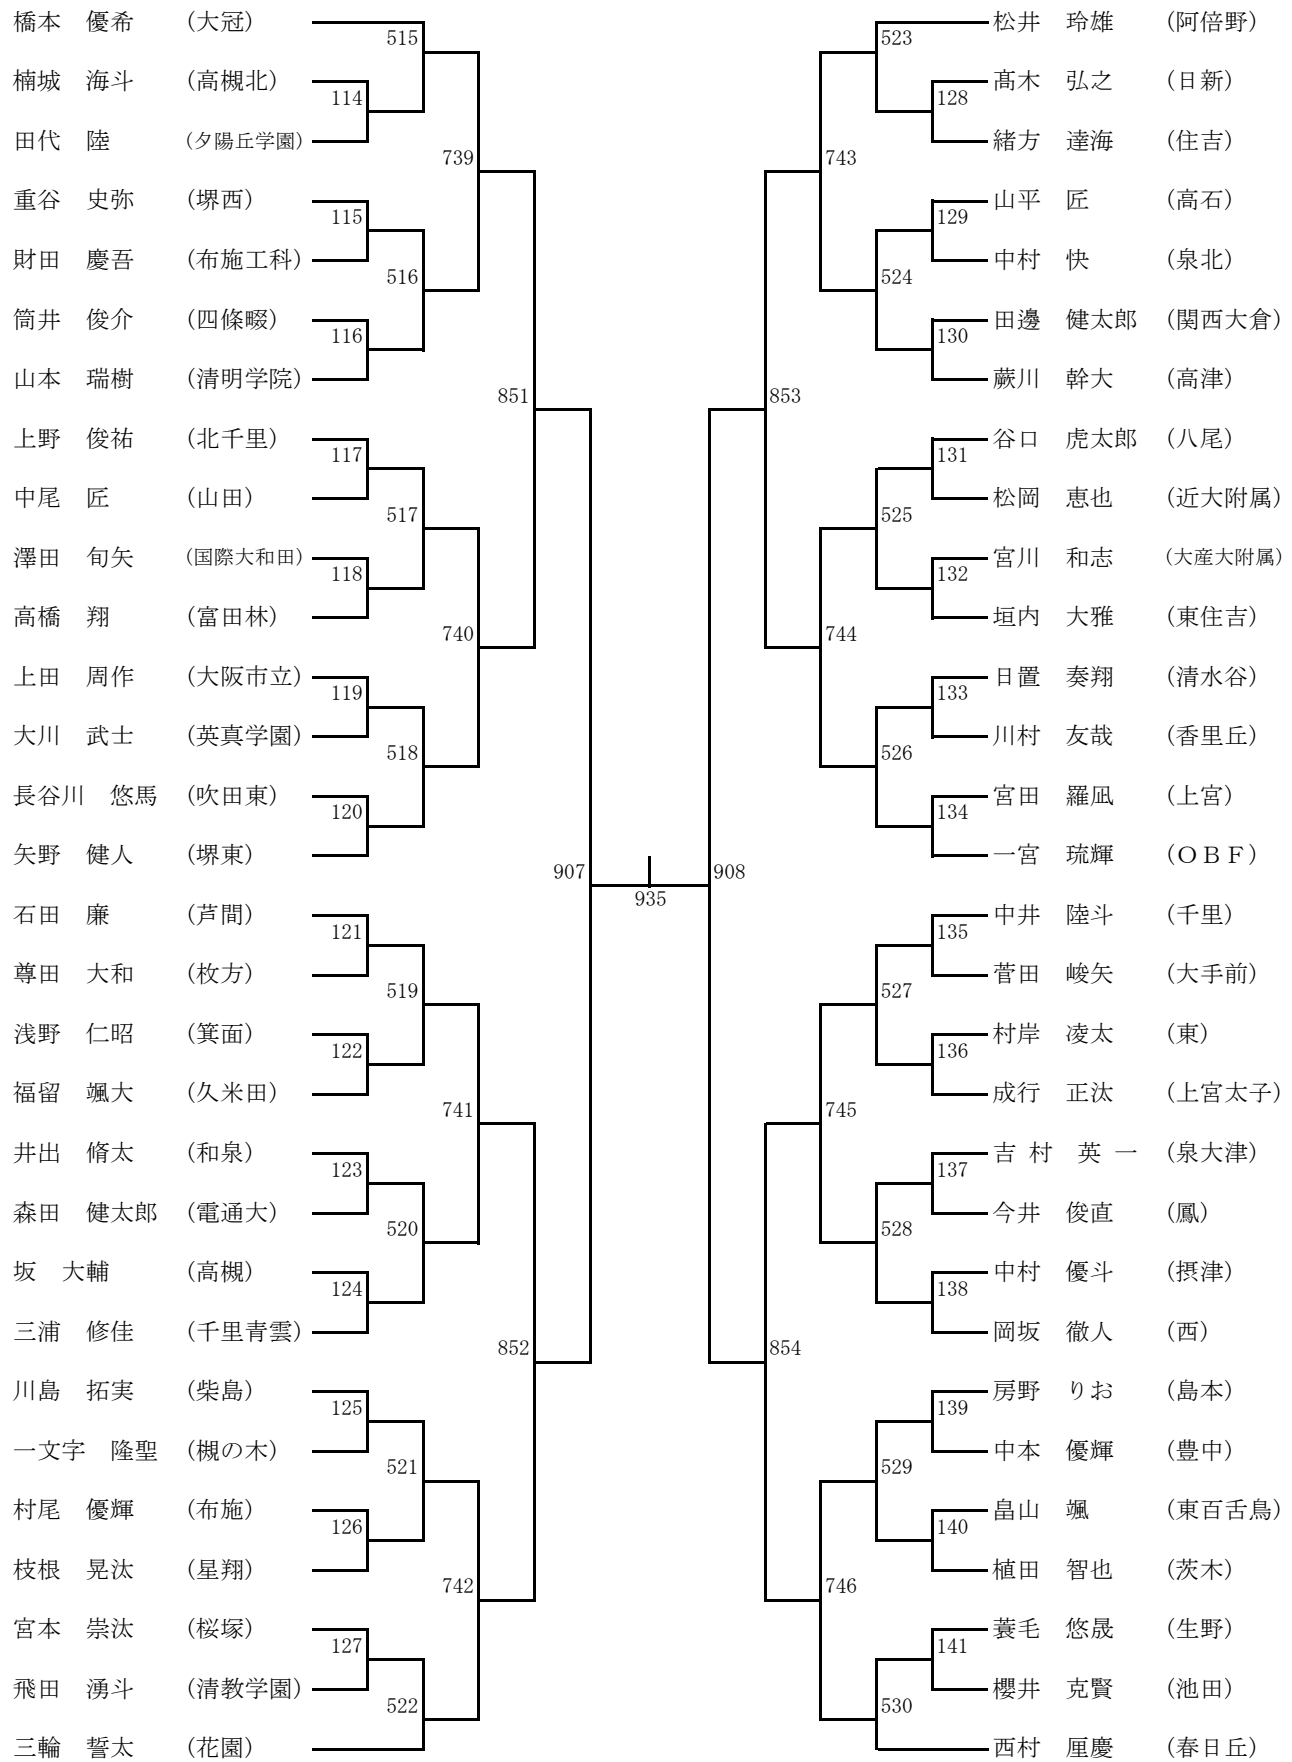 橋本　優希　（大冠）
515
楠城　海斗　（高槻北）
114
田代　陸　（夕陽丘学園）
739
重谷　史弥　（堺西）
115
財田　慶吾　（布施工科）
516
筒井　俊介　（四條畷）
116
山本　瑞樹　（清明学院）
851
上野　俊祐　（北千里）
117
中尾　匠　（山田）
517
澤田　旬矢　（国際大和田）
118
高橋　翔　（富田林）
740
上田　周作　（大阪市立）
119
大川　武士　（英真学園）
518
長谷川　悠馬　（吹田東）
120
矢野　健人　（堺東）
907
石田　廉　（芦間）
121
尊田　大和　（枚方）
519
浅野　仁昭　（箕面）
122
福留　颯大　（久米田）
741
井出　脩太　（和泉）
123
森田　健太郎　（電通大）
520
坂　大輔　（高槻）
124
三浦　修佳　（千里青雲）
852
川島　拓実　（柴島）
125
一文字　隆聖　（槻の木）
521
村尾　優輝　（布施）
126
枝根　晃汰　（星翔）
742
宮本　崇汰　（桜塚）
127
飛田　湧斗　（清教学園）
522
三輪　誓太　（花園）
935
松井　玲雄　（阿倍野）
523
髙木　弘之　（日新）
128
緒方　達海　（住吉）
743
山平　匠　（高石）
129
中村　快　（泉北）
524
田邊　健太郎　（関西大倉）
130
蕨川　幹大　（高津）
853
谷口　虎太郎　（八尾）
131
松岡　恵也　（近大附属）
525
宮川　和志　（大産大附属）
132
垣内　大雅　（東住吉）
744
日置　奏翔　（清水谷）
133
川村　友哉　（香里丘）
526
宮田　羅凪　（上宮）
134
一宮　琉輝　（ＯＢＦ）
908
中井　陸斗　（千里）
135
菅田　峻矢　（大手前）
527
村岸　凌太　（東）
136
成行　正汰　（上宮太子）
745
吉 村　英 一　（泉大津）
137
今井　俊直　（鳳）
528
中村　優斗　（摂津）
138
岡坂　徹人　（西）
854
房野　りお　（島本）
139
中本　優輝　（豊中）
529
畠山　颯　（東百舌鳥）
140
植田　智也　（茨木）
746
蓑毛　悠晟　（生野）
141
櫻井　克賢　（池田）
530
西村　厘慶　（春日丘）